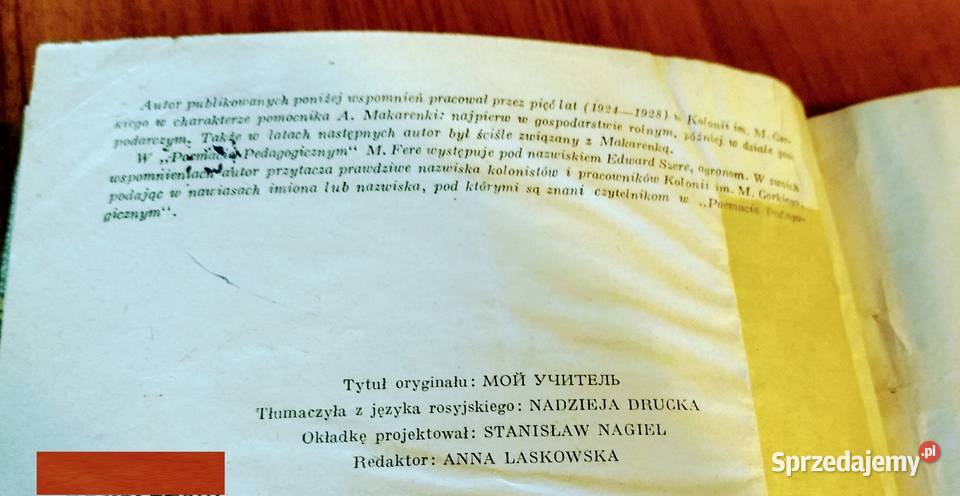 Autor publikowanych poniżej wspomnień pracował przez pięć lat (1924—1928) w Kolonii im. M. Gor-
kiego w charakterze pomocnika A. Makarenki: najpierw w gospodarstwie rolnym, później w dziale gos-
podarczym. Także w latach następnych autor był ściśle związany z Makarenką.
W „Poemacie Pedagogicznym“ M. Fere występuje pod nazwiskiem Edward Szere, agronom. W swoich
wspomnieniach autor przytacza prawdziwe nazwiska kolonistów i pracowników Kolonii im. M. Gorkiego,
podając w nawiasach imiona lub nazwiska, pod którymi są znani czytelnikom w „Poemacie Pedago-
gicznym“.
Tytuł oryginału: МОЙ УЧИТЕЛЬ
Tłumaczyła z języka rosyjskiego: NADZIEJA DRUCKA
Okładkę projektował: STANISŁAW NAGIEL
Redaktor: ANNA LASKOWSKA
Sprzedajemy.pl